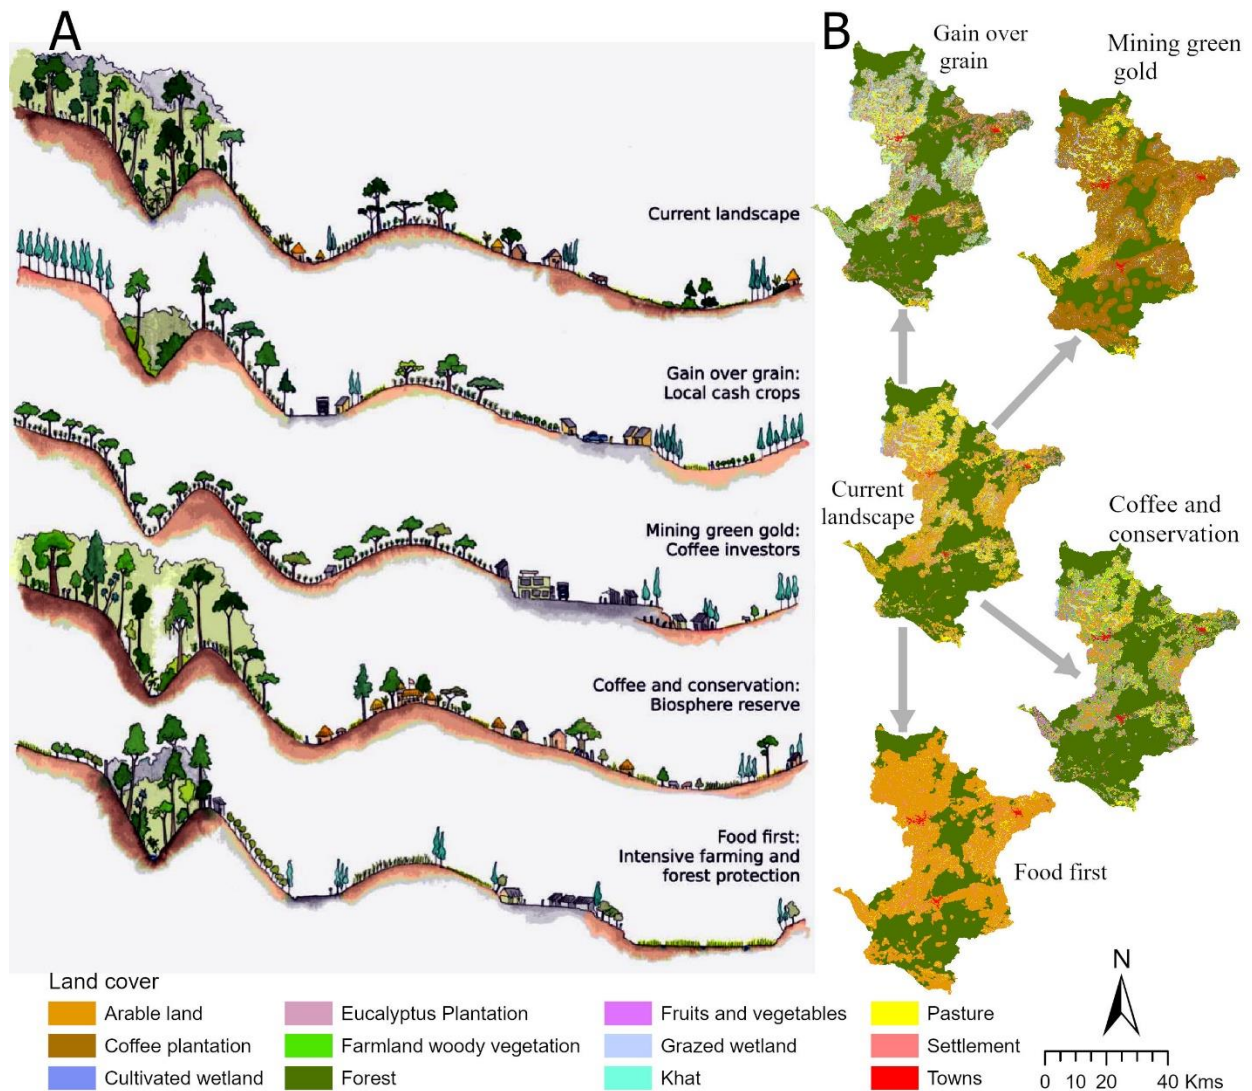 A
Current landscape
Gain over grain:
Local cash crops
Mining green gold:
Coffee investors
Coffee and conservation:
Biosphere reserve
Food first:
Intensive farming and
forest protection
B
Gain over
grain
Mining green
gold
Current
landscape
Coffee and
conservation
Food first
Land cover
Arable land
Coffee plantation
Cultivated wetland
Eucalyptus Plantation
Farmland woody vegetation
Forest
Fruits and vegetables
Grazed wetland
Khat
Pasture
Settlement
Towns
N
0 10 20 40 Kms